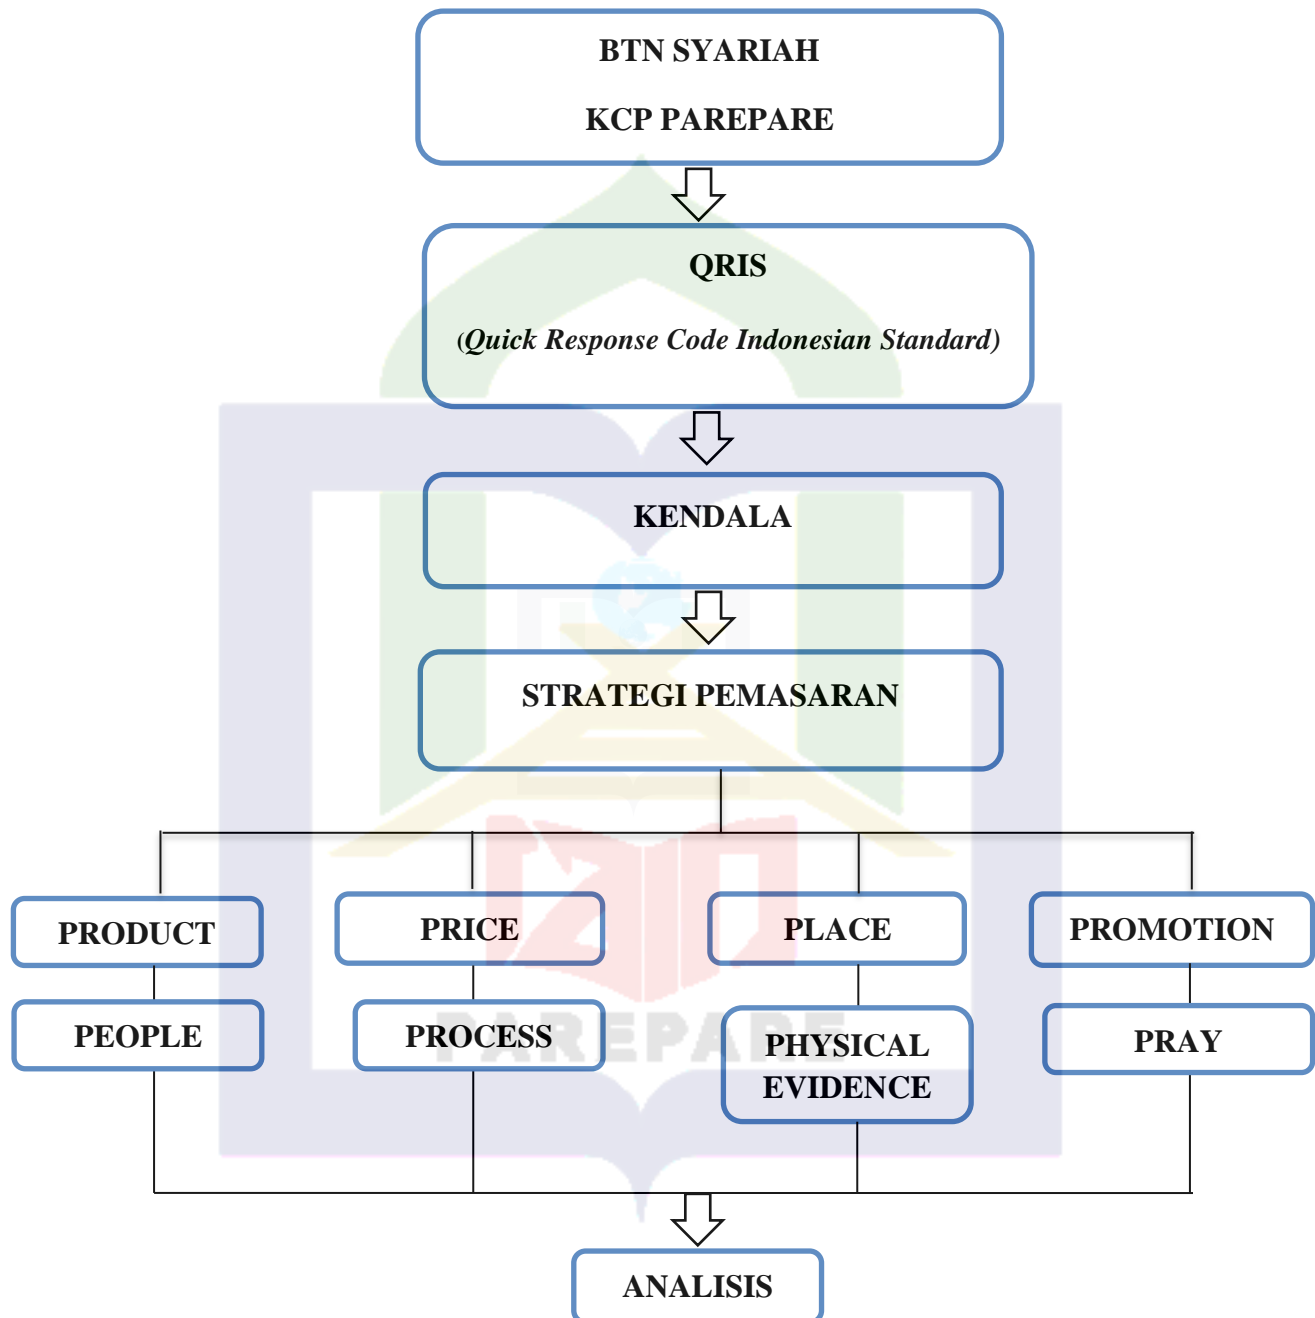 BTN SYARIAH
KCP PAREPARE
QRIS
(Quick Response Code Indonesian Standard)
KENDALA
STRATEGI PEMASARAN
PRODUCT
PRICE
PLACE
PROMOTION
PEOPLE
PROCESS
PHYSICAL
EVIDENCE
PRAY
PAREPARE
ANALISIS